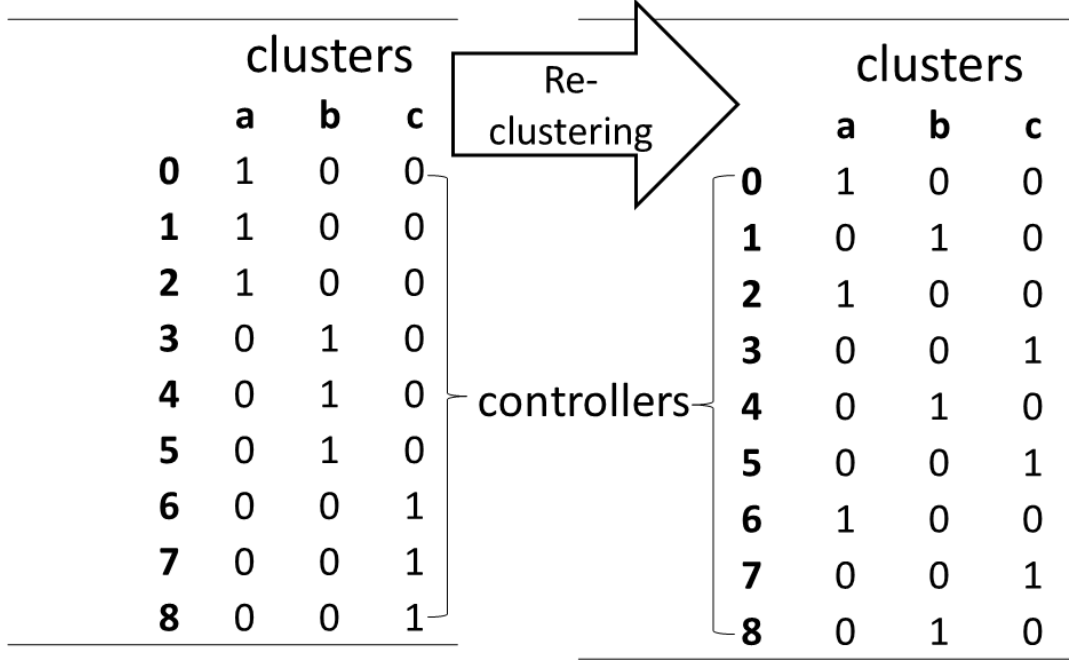 clusters
a b c
0 1 0 0
1 1 0 0
2 1 0 0
3 0 1 0
4 0 1 0
5 0 1 0
6 0 0 1
7 0 0 1
8 0 0 1
Re-
clustering
controllers
clusters
a b c
0 1 0 0
1 0 1 0
2 1 0 0
3 0 0 1
4 0 1 0
5 0 0 1
6 1 0 0
7 0 0 1
8 0 1 0